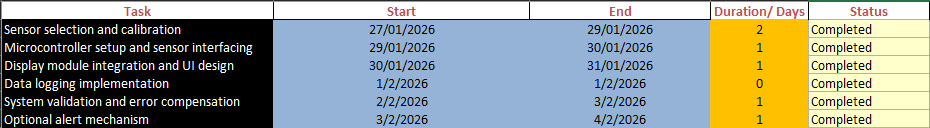 Task Start End Duration/ Days Status
Sensor selection and calibration 27/01/2026 29/01/2026 2 Completed
Microcontroller setup and sensor interfacing 29/01/2026 30/01/2026 1 Completed
Display module integration and UI design 30/01/2026 31/01/2026 1 Completed
Data logging implementation 1/2/2026 1/2/2026 0 Completed
System validation and error compensation 2/2/2026 3/2/2026 1 Completed
Optional alert mechanism 3/2/2026 4/2/2026 1 Completed